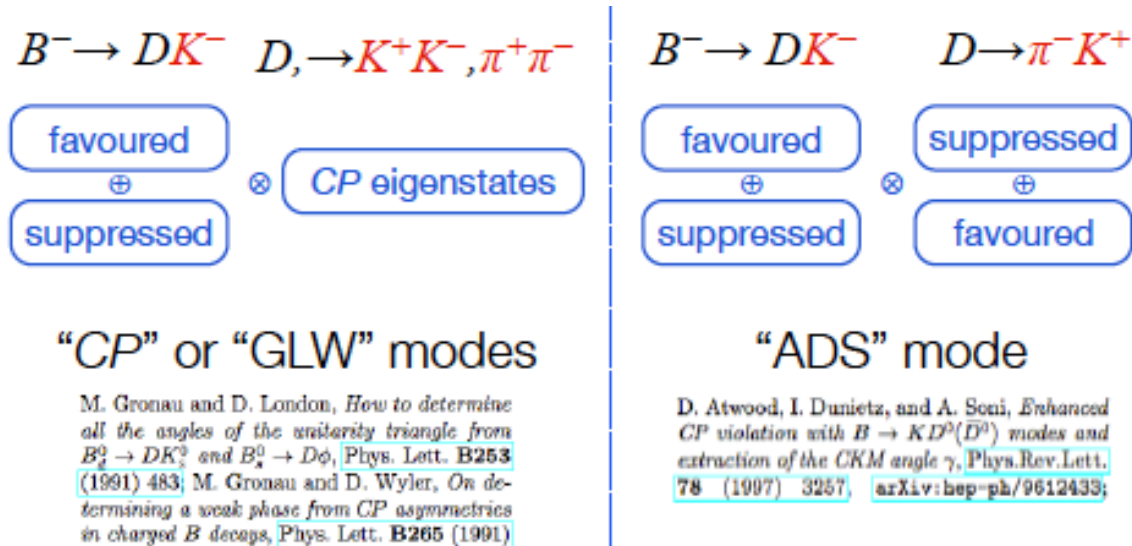 B⁻→ DK⁻ D,→K⁺K⁻,π⁺π⁻
favoured
⊕
⊗
CP eigenstates
suppressed
“CP” or “GLW” modes
M. Gronau and D. London, How to determine
all the angles of the unitarity triangle from
B⁰_d → DK⁰_s and B⁰_s → Dϕ, Phys. Lett. B253
(1991) 483; M. Gronau and D. Wyler, On de-
termining a weak phase from CP asymmetries
in charged B decays, Phys. Lett. B265 (1991)
B⁻→ DK⁻ D→π⁻K⁺
favoured
suppressed
⊕
⊗
⊕
suppressed
favoured
“ADS” mode
D. Atwood, I. Dunietz, and A. Soni, Enhanced
CP violation with B → KD⁰(D̅⁰) modes and
extraction of the CKM angle γ, Phys.Rev.Lett.
78 (1997) 3257, arXiv:hep-ph/9612433;